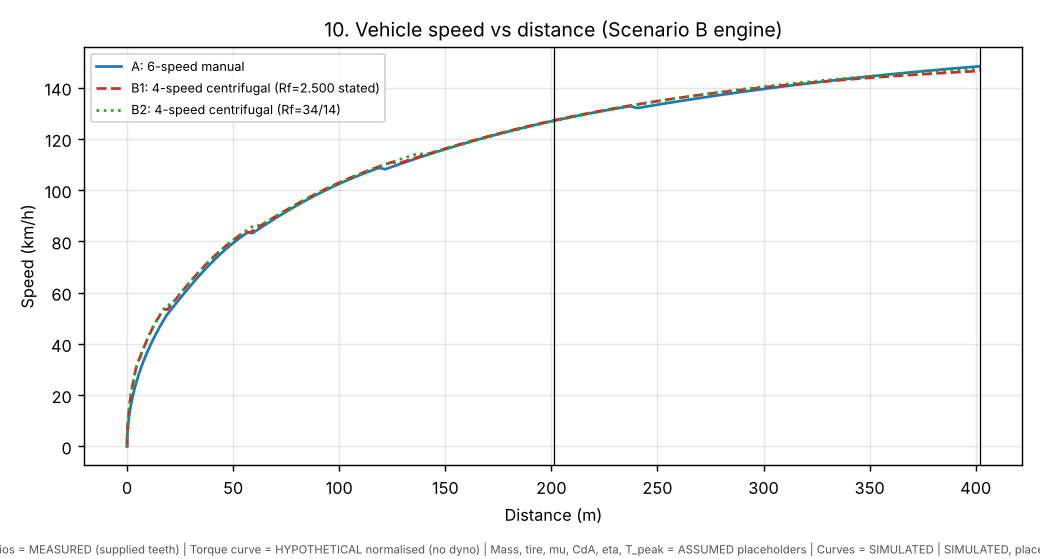 10. Vehicle speed vs distance (Scenario B engine)
A: 6-speed manual
B1: 4-speed centrifugal (Rf=2.500 stated)
B2: 4-speed centrifugal (Rf=34/14)
Speed (km/h)
140
120
100
80
60
40
20
0
0 50 100 150 200 250 300 350 400
Distance (m)
= MEASURED (supplied teeth) | Torque curve = HYPOTHETICAL normalised (no dyno) | Mass, tire, mu, CdA, eta, T_peak = ASSUMED placeholders | Curves = SIMULATED | SIMULATED,